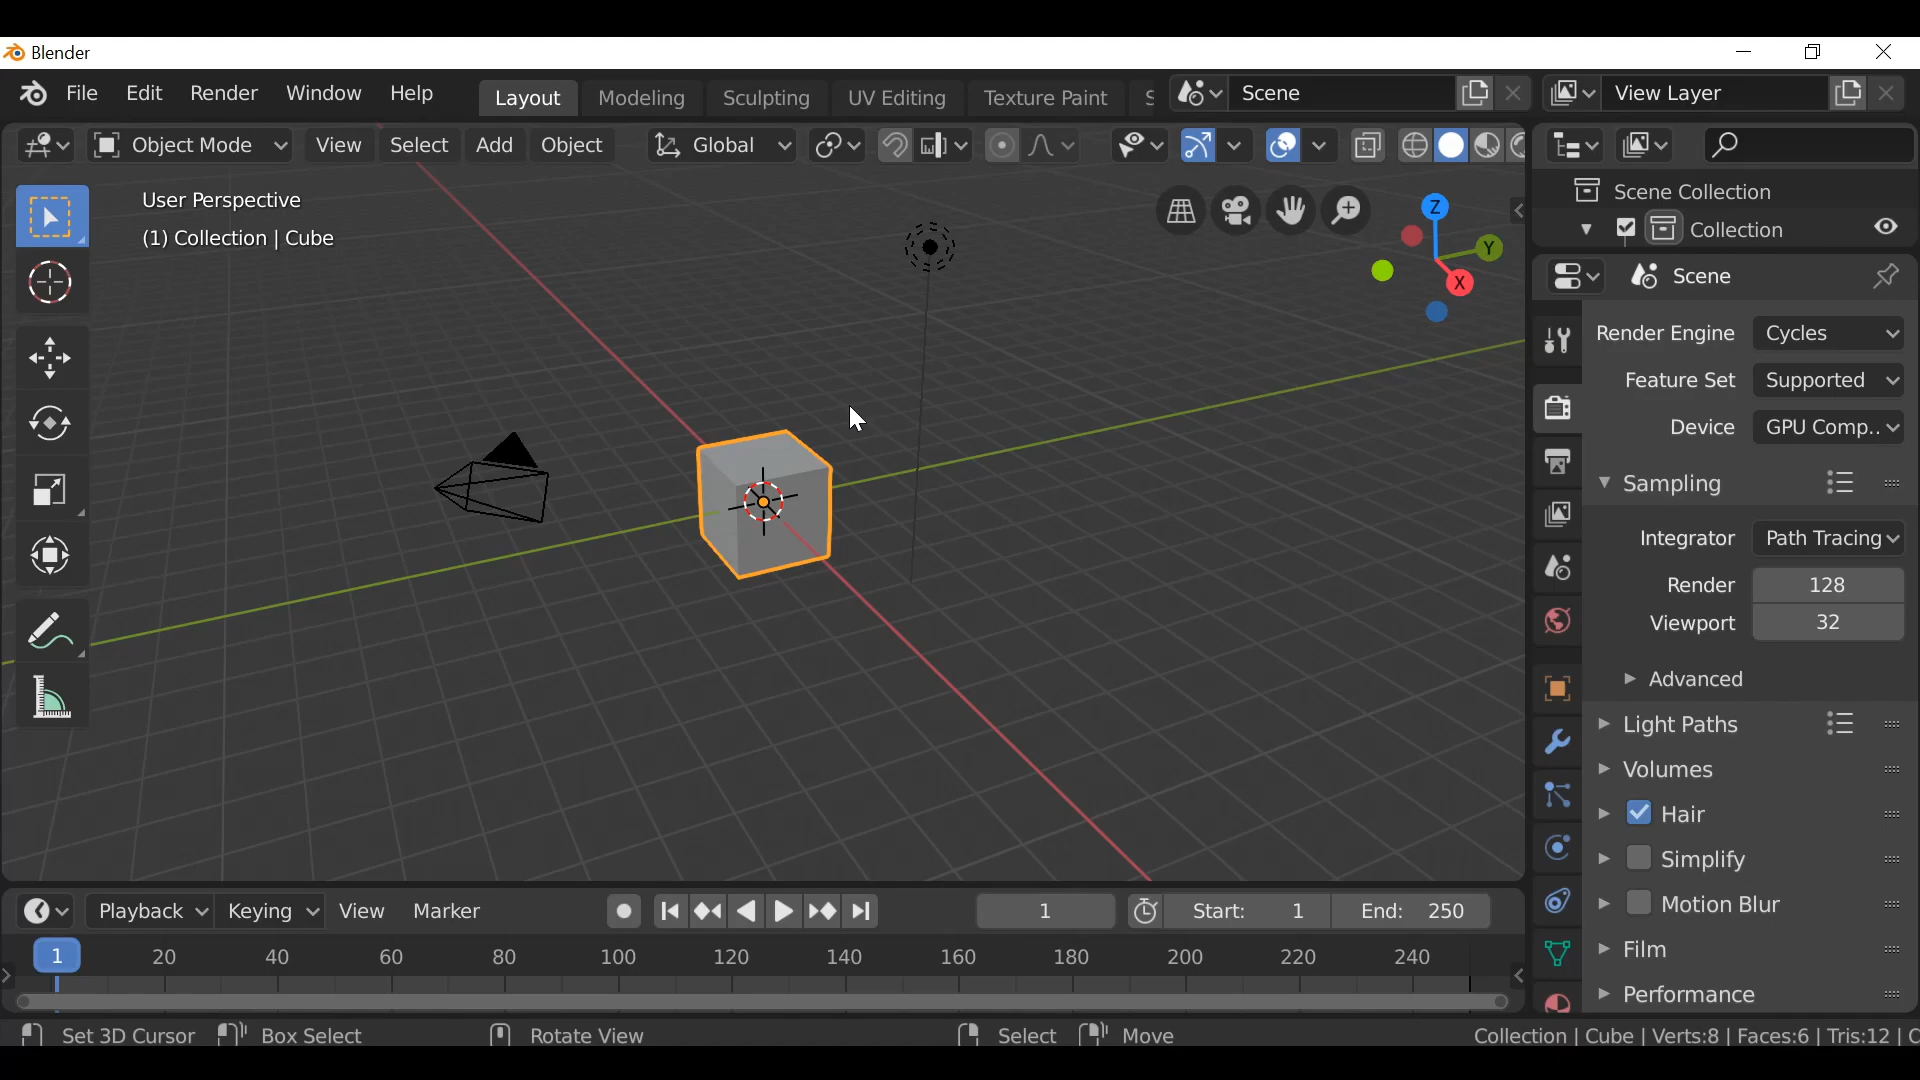 Blender
File Edit Render Window Help Layout Modeling Sculpting UV Editing Texture Paint S Scene View Layer
Object Mode View Select Add Object Global
User Perspective
(1) Collection | Cube
Z
Y
X
Scene Collection
Collection
Scene
Render Engine Cycles
Feature Set Supported
Device GPU Comp..
Sampling
Integrator Path Tracing
Render 128
Viewport 32
Advanced
Light Paths
Volumes
Hair
Simplify
Motion Blur
Film
Performance
Playback Keying View Marker 1 Start: 1 End: 250
1 20 40 60 80 100 120 140 160 180 200 220 240
Set 3D Cursor Box Select Rotate View Select Move Collection | Cube | Verts:8 | Faces:6 | Tris:12 |